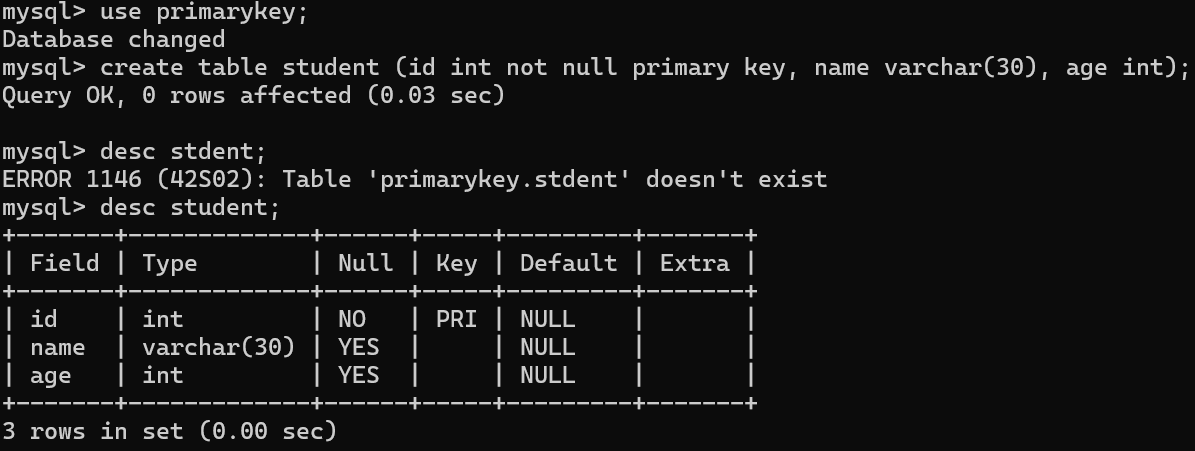 mysql> use primarykey;
Database changed
mysql> create table student (id int not null primary key, name varchar(30), age int);
Query OK, 0 rows affected (0.03 sec)

mysql> desc stdent;
ERROR 1146 (42S02): Table 'primarykey.stdent' doesn't exist
mysql> desc student;
+-------+-------------+------+-----+---------+-------+
| Field | Type        | Null | Key | Default | Extra |
+-------+-------------+------+-----+---------+-------+
| id    | int         | NO   | PRI | NULL    |       |
| name  | varchar(30) | YES  |     | NULL    |       |
| age   | int         | YES  |     | NULL    |       |
+-------+-------------+------+-----+---------+-------+
3 rows in set (0.00 sec)